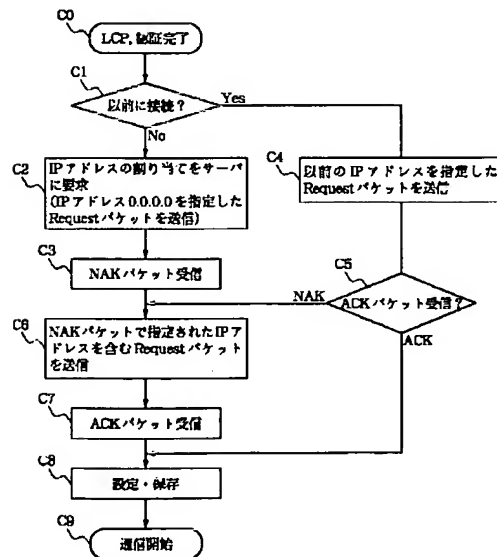 C0
LCP, 認証完了
C1
以前に接続?
Yes
No
C2
IPアドレスの割り当てをサーバ
に要求
(IPアドレス0.0.0.0を指定した
Requestパケットを送信)
C4
以前のIPアドレスを指定した
Requestパケットを送信
C3
NAKパケット受信
C5
ACKパケット受信?
NAK
ACK
C6
NAKパケットで指定されたIPア
ドレスを含むRequestパケット
を送信
C7
ACKパケット受信
C8
設定・保存
C9
通信開始